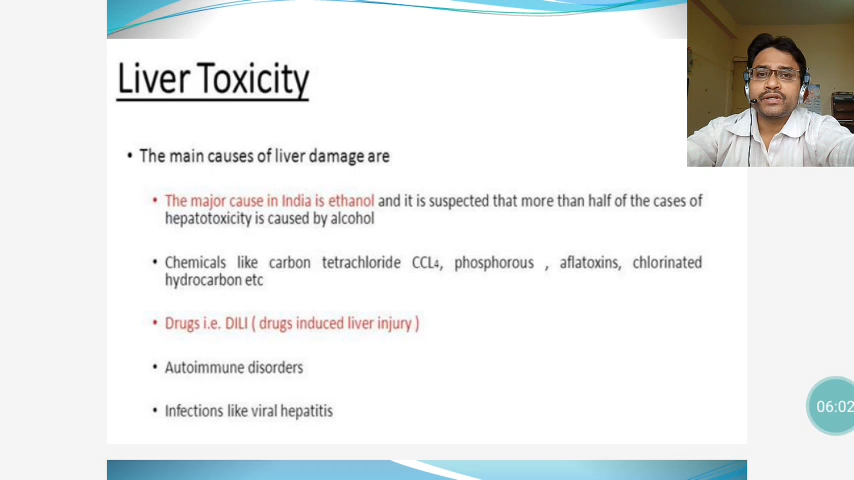 Liver Toxicity
• The main causes of liver damage are
• The major cause in India is ethanol and it is suspected that more than half of the cases of
hepatotoxicity is caused by alcohol
• Chemicals like carbon tetrachloride CCL4, phosphorous , aflatoxins, chlorinated
hydrocarbon etc
• Drugs i.e. DILI ( drugs induced liver injury )
• Autoimmune disorders
• Infections like viral hepatitis
06:02